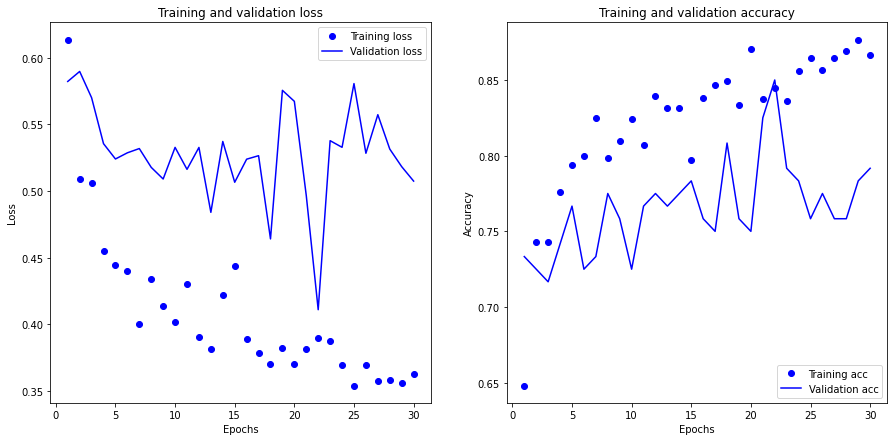 Training and validation loss
Training loss
Validation loss
0.60
0.55
0.50
0.45
0.40
0.35
Loss
0
5
10
15
20
25
30
Epochs
Training and validation accuracy
0.85
0.80
0.75
0.70
0.65
Accuracy
Training acc
Validation acc
0
5
10
15
20
25
30
Epochs